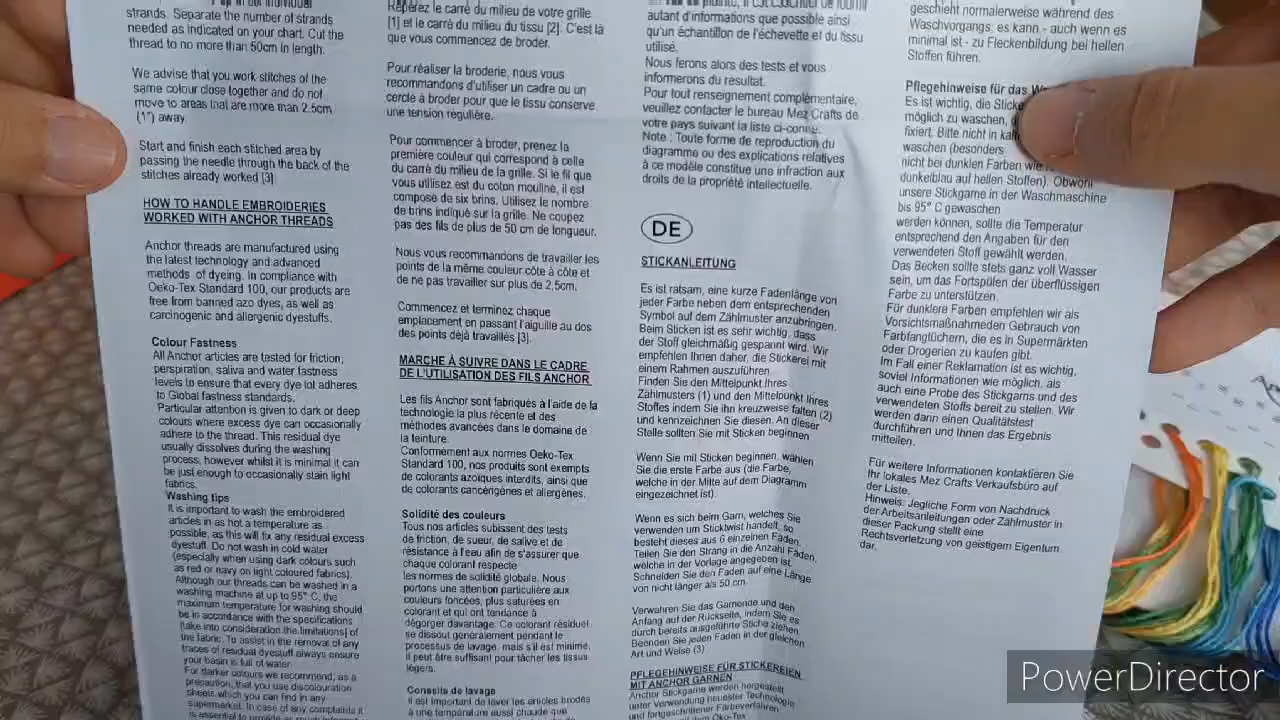 strands. Separate the number of strands
needed as indicated on your chart. Cut the
thread to no more than 50cm in length.
We advise that you work stitches of the
same colour close together and do not
move to areas that are more than 2.5cm
(1") away.
Start and finish each stitched area by
passing the needle through the back of the
stitches already worked [3]
HOW TO HANDLE EMBROIDERIES
WORKED WITH ANCHOR THREADS
Anchor threads are manufactured using
the latest technology and advanced
methods of dyeing. In compliance with
Oeko-Tex Standard 100, our products are
free from banned azo dyes, as well as
carcinogenic and allergenic dyestuffs.
Colour Fastness
All Anchor articles are tested for friction,
perspiration, saliva and water fastness
levels to ensure that every dye lot adheres
to Global fastness standards.
Particular attention is given to dark or deep
colours where excess dye can occasionally
adhere to the thread. This residual dye
usually dissolves during the washing
process, however whilst it is minimal it can
be just enough to occasionally stain light
fabrics.
Washing tips
It is important to wash the embroidered
articles in as hot a temperature as
possible, as this will fix any residual excess
dyestuff. Do not wash in cold water
(especially when using dark colours such
as red or navy on light coloured fabrics).
Although our threads can be washed in a
washing machine at up to 95° C, the
maximum temperature for washing should
be in accordance with the specifications
[take into consideration the limitations] of
the fabric. To assist in the removal of any
traces of residual dyestuff always ensure
your basin is full of water.
For darker colours we recommend, as a
precaution, that you use discolouration
sheets which you can find in any
supermarket. In case of any complaints it
Repérez le carré du milieu de votre grille
[1] et le carré du milieu du tissu [2]. C'est là
que vous commencez de broder.
Pour réaliser la broderie, nous vous
recommandons d'utiliser un cadre ou un
cercle à broder pour que le tissu conserve
une tension régulière.
Pour commencer à broder, prenez la
première couleur qui correspond à celle
du carré du milieu de la grille. Si le fil que
vous utilisez est du coton mouliné, il est
composé de six brins. Utilisez le nombre
de brins indiqué sur la grille. Ne coupez
pas des fils de plus de 50 cm de longueur.
Nous vous recommandons de travailler les
points de la même couleur côte à côte et
de ne pas travailler sur plus de 2,5cm.
Commencez et terminez chaque
emplacement en passant l'aiguille au dos
des points déjà travaillés [3].
MARCHE À SUIVRE DANS LE CADRE
DE L'UTILISATION DES FILS ANCHOR
Les fils Anchor sont fabriqués à l'aide de la
technologie la plus récente et des
méthodes avancées dans le domaine de
la teinture.
Conformément aux normes Oeko-Tex
Standard 100, nos produits sont exempts
de colorants azoïques interdits, ainsi que
de colorants cancérigènes et allergènes.
Solidité des couleurs
Tous nos articles subissent des tests
de friction, de sueur, de salive et de
résistance à l'eau afin de s'assurer que
chaque colorant respecte
les normes de solidité globale. Nous
portons une attention particulière aux
couleurs foncées, plus saturées en
colorant et qui ont tendance à
dégorger davantage. Ce colorant résiduel
se dissout généralement pendant le
processus de lavage, mais s'il est minime,
il peut être suffisant pour tâcher les tissus
légers.
Conseils de lavage
Il est important de laver les articles brodés
à une température aussi chaude que
autant d'informations que possible ainsi
qu'un échantillon de l'échevette et du tissu
utilisé.
Nous ferons alors des tests et vous
informerons du résultat.
Pour tout renseignement complémentaire,
veuillez contacter le bureau Mez Crafts de
votre pays suivant la liste ci-contre.
Note : Toute forme de reproduction du
diagramme ou des explications relatives
à ce modèle constitue une infraction aux
droits de la propriété intellectuelle.
DE
STICKANLEITUNG
Es ist ratsam, eine kurze Fadenlänge von
jeder Farbe neben dem entsprechenden
Symbol auf dem Zählmuster anzubringen.
Beim Sticken ist es sehr wichtig, dass
der Stoff gleichmäßig gespannt wird. Wir
empfehlen Ihnen daher, die Stickerei mit
einem Rahmen auszuführen.
Finden Sie den Mittelpunkt Ihres
Zählmusters (1) und den Mittelpunkt Ihres
Stoffes indem Sie ihn kreuzweise falten (2)
und kennzeichnen Sie diesen. An dieser
Stelle sollten Sie mit Sticken beginnen
Wenn Sie mit Sticken beginnen, wählen
Sie die erste Farbe aus (die Farbe,
welche in der Mitte auf dem Diagramm
eingezeichnet ist).
Wenn es sich beim Garn, welches Sie
verwenden um Sticktwist handelt, so
besteht dieses aus 6 einzelnen Fäden.
Teilen Sie den Strang in die Anzahl Fäden,
welche in der Vorlage angegeben ist.
Schneiden Sie den Faden auf eine Länge
von nicht länger als 50 cm.
Verwahren Sie das Garnende und den
Anfang auf der Rückseite, indem Sie es
durch bereits ausgeführte Stiche ziehen.
Beenden Sie jeden Faden in der gleichen
Art und Weise (3)
PFLEGEHINWEISE FÜR STICKEREIEN
MIT ANCHOR GARNEN
Anchor Stickgarne werden hergestellt
unter Verwendung neuester Technologie
und fortgeschrittener Farbeverfahren.
dem Öko-Tex
geschieht normalerweise während des
Waschvorgangs, es kann - auch wenn es
minimal ist - zu Fleckenbildung bei hellen
Stoffen führen.
Pflegehinweise für das
Es ist wichtig, die
möglich zu waschen,
fixiert. Bitte nicht in
waschen (besonders
nicht bei dunklen Farben wie
dunkelblau auf hellen Stoffen). Obwohl
unsere Stickgarne in der Waschmaschine
bis 95° C gewaschen
werden können, sollte die Temperatur
entsprechend den Angaben für den
verwendeten Stoff gewählt werden.
Das Becken sollte stets ganz voll Wasser
sein, um das Fortspülen der überflüssigen
Farbe zu unterstützen.
Für dunklere Farben empfehlen wir als
Vorsichtsmaßnahmeden Gebrauch von
Farbfangtüchern, die es in Supermärkten
oder Drogerien zu kaufen gibt.
Im Fall einer Reklamation ist es wichtig,
soviel Informationen wie möglich, als
auch eine Probe des Stickgarns und des
verwendeten Stoffs bereit zu stellen. Wir
werden dann einen Qualitätstest
durchführen und Ihnen das Ergebnis
mitteilen.
Für weitere Informationen kontaktieren Sie
Ihr lokales Mez Crafts Verkaufsbüro auf
der Liste.
Hinweis: Jegliche Form von Nachdruck
der Arbeitsanleitungen oder Zählmuster in
dieser Packung stellt eine
Rechtsverletzung von geistigem Eigentum
dar.
PowerDirector